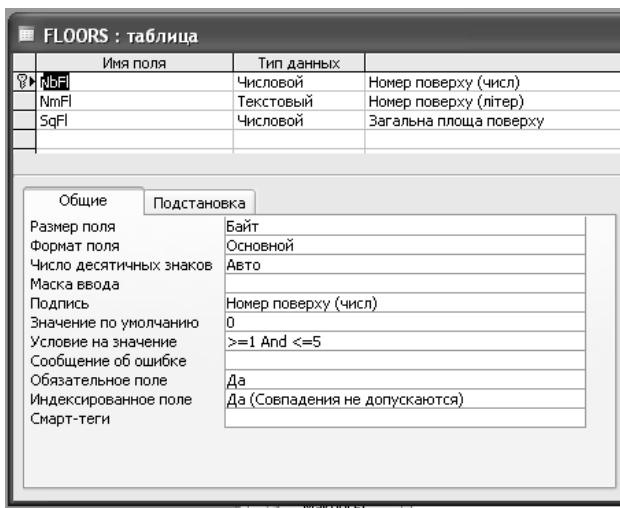 FLOORS : таблица
Имя поля Тип данных
NbFl Числовой Номер поверху (числ)
NmFl Текстовый Номер поверху (літер)
SqFl Числовой Загальна площа поверху
Общие Подстановка
Размер поля Байт
Формат поля Основной
Число десятичных знаков Авто
Маска ввода
Подпись Номер поверху (числ)
Значение по умолчанию 0
Условие на значение >=1 And <=5
Сообщение об ошибке
Обязательное поле Да
Индексированное поле Да (Совпадения не допускаются)
Смарт-теги